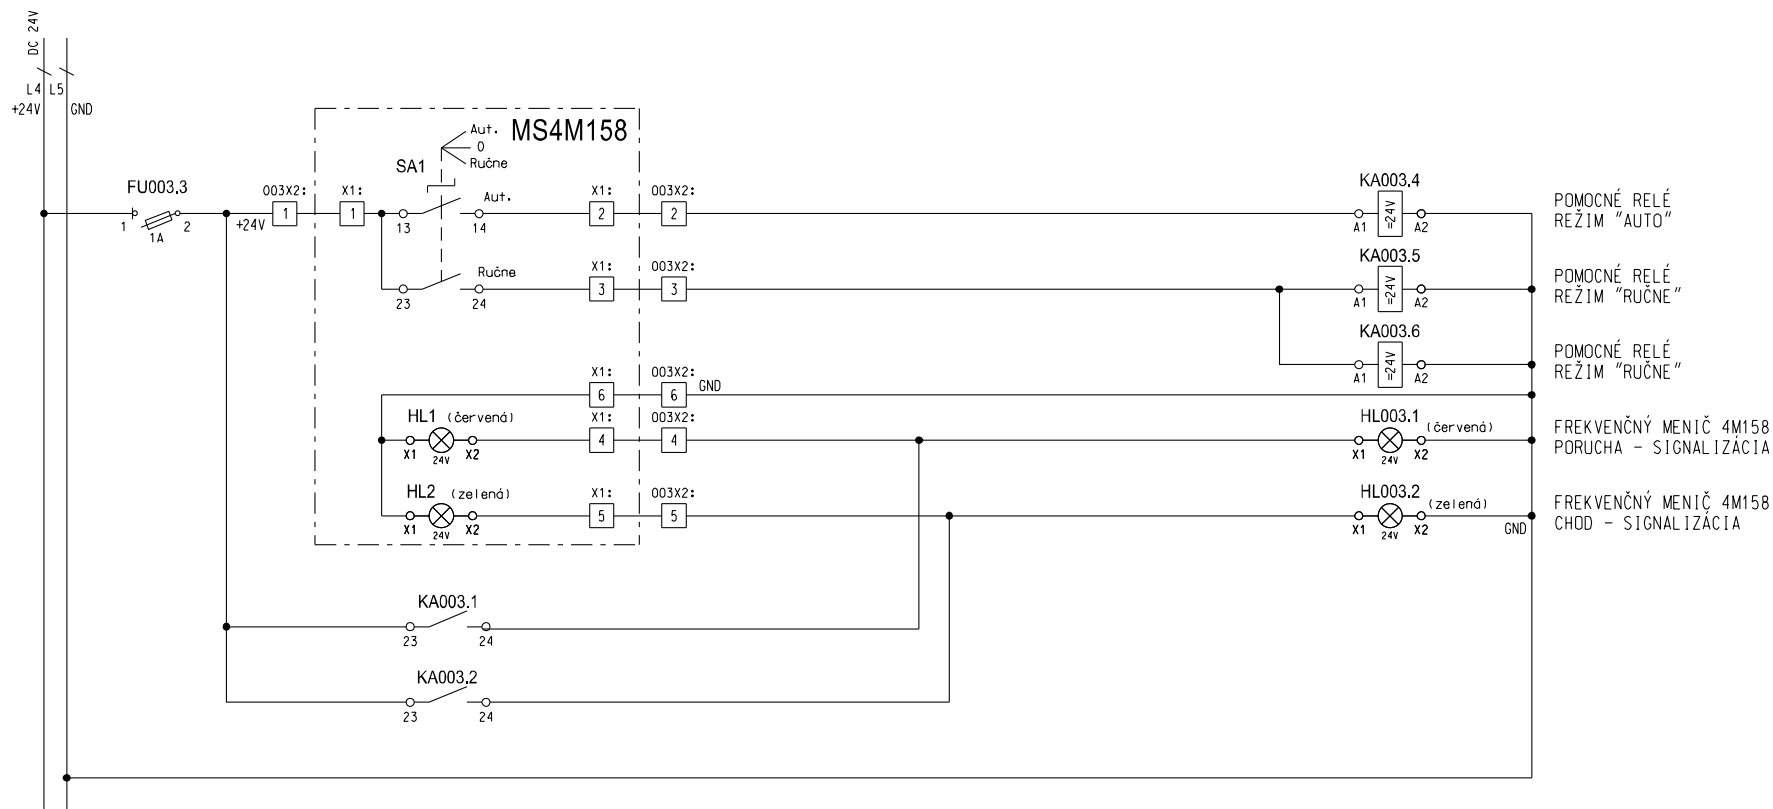 DC 24V
L4 L5
+24V GND
MS4M158
Aut.
0
Ručne
SA1
FU003.3
1 2
1A
003X2: X1:
+24V 1 1
13 14
Aut.
X1: 003X2:
2 2
KA003.4
A1 =24V A2
POMOCNÉ RELÉ
REŽIM "AUTO"
23 24
Ručne
X1: 003X2:
3 3
KA003.5
A1 =24V A2
POMOCNÉ RELÉ
REŽIM "RUČNE"
KA003.6
A1 =24V A2
POMOCNÉ RELÉ
REŽIM "RUČNE"
X1: 003X2:
6 6 GND
HL1 (červená)
X1 24V X2
X1: 003X2:
4 4
HL003.1 (červená)
X1 24V X2
FREKVENČNÝ MENIČ 4M158
PORUCHA - SIGNALIZÁCIA
HL2 (zelená)
X1 24V X2
X1: 003X2:
5 5
HL003.2 (zelená)
X1 24V X2
GND
FREKVENČNÝ MENIČ 4M158
CHOD - SIGNALIZÁCIA
KA003.1
23 24
KA003.2
23 24